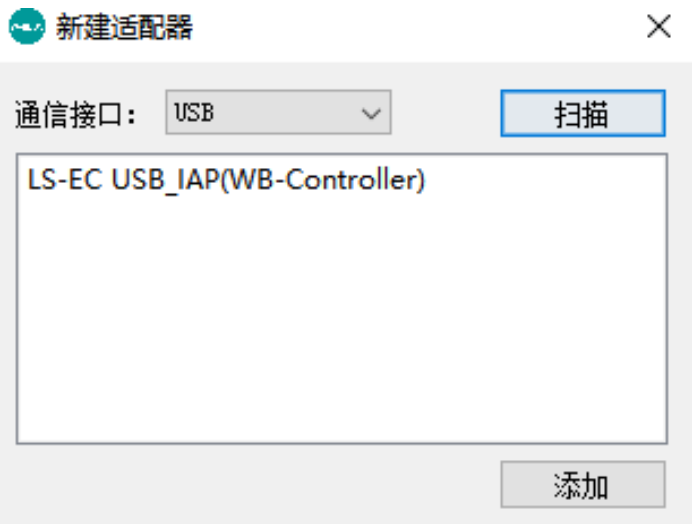 新建适配器
通信接口： USB 扫描
LS-EC USB_IAP(WB-Controller)
添加